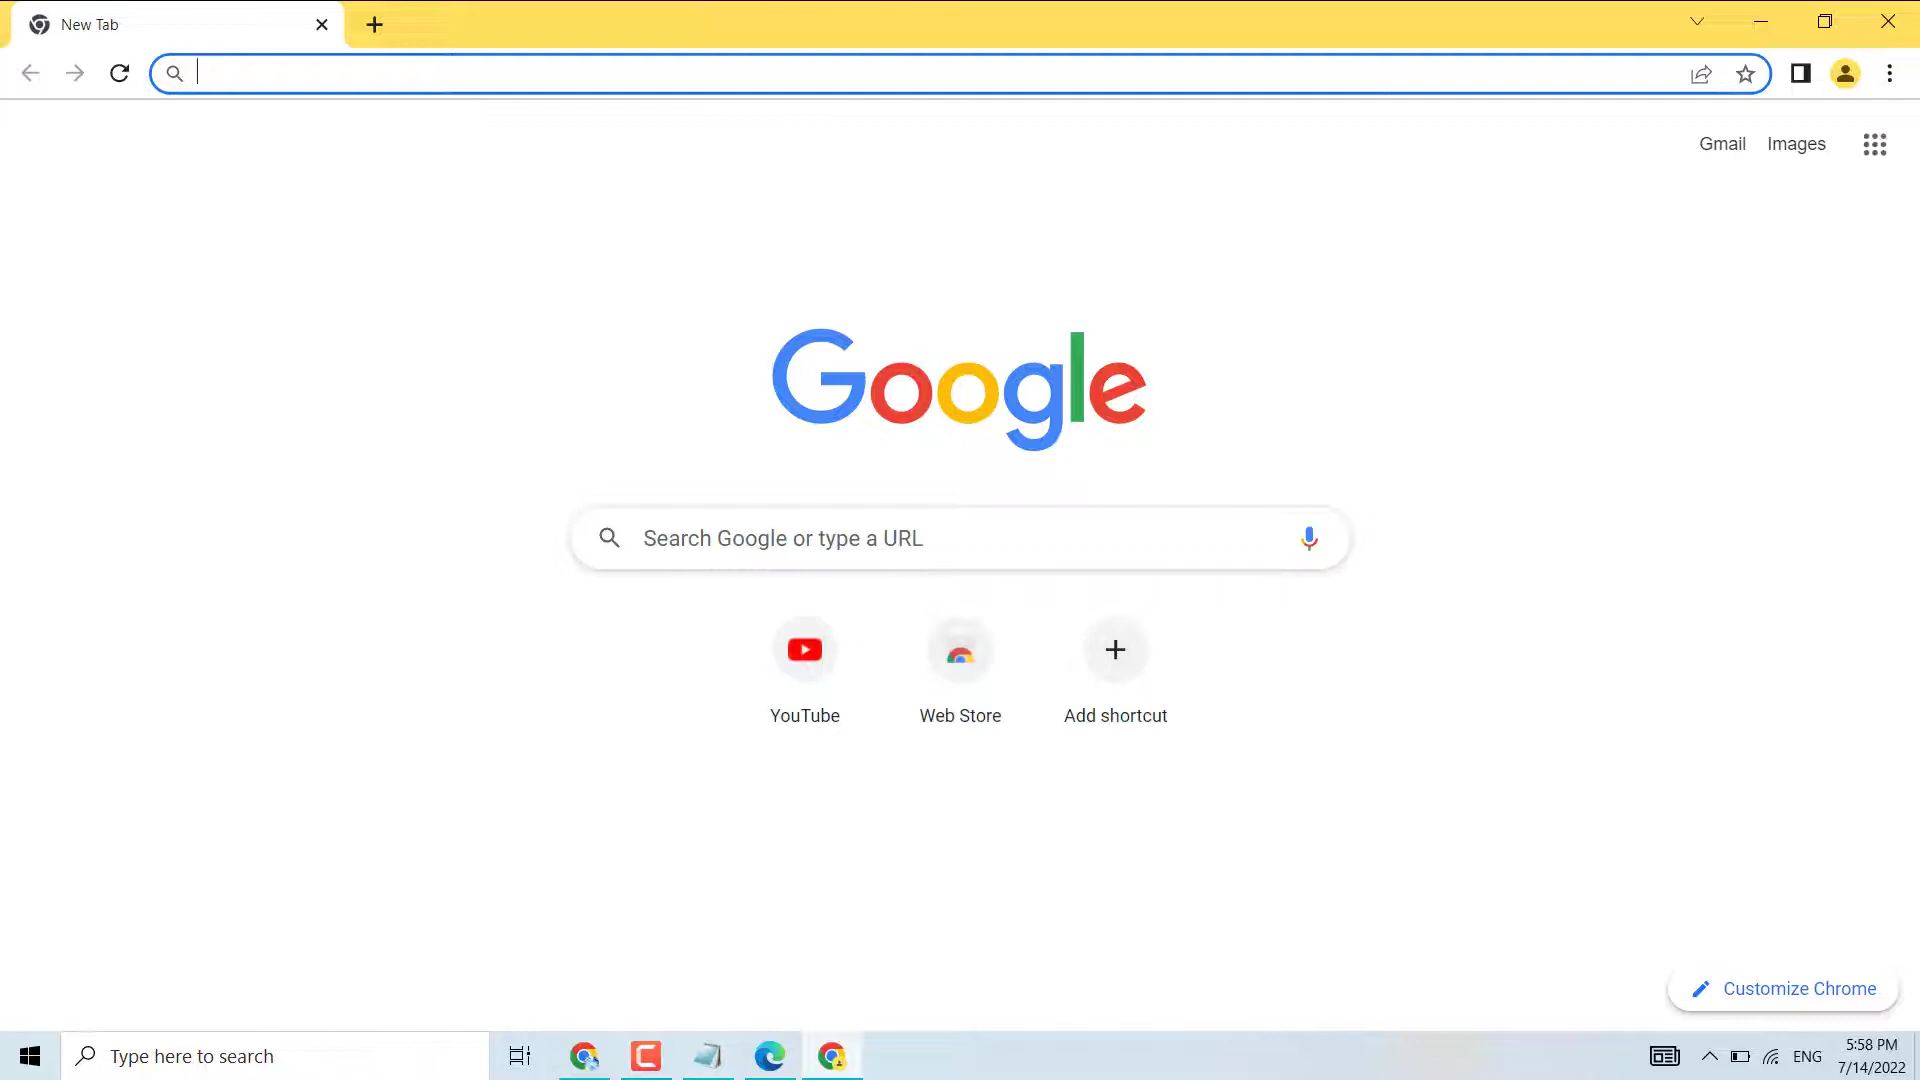 New Tab
Gmail Images
Google
Search Google or type a URL
YouTube
Web Store
Add shortcut
Customize Chrome
Type here to search
ENG
5:58 PM
7/14/2022